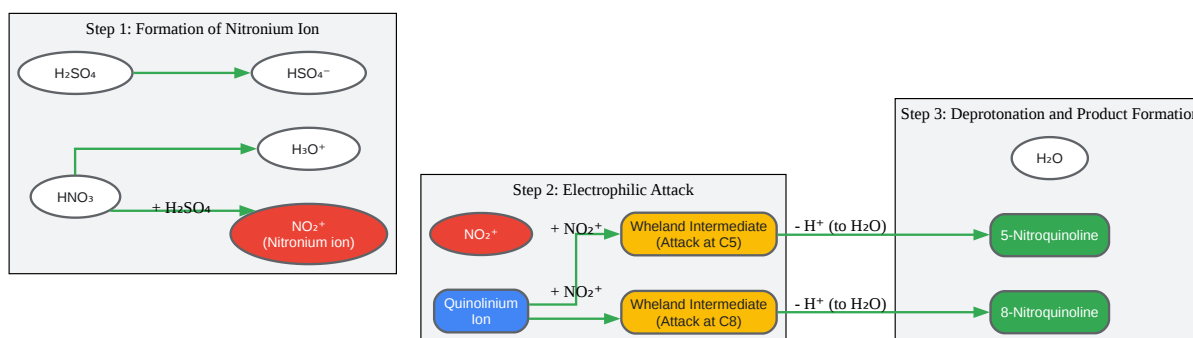 Step 1: Formation of Nitronium Ion
H₂SO₄
HSO₄⁻
H₃O⁺
HNO₃
+ H₂SO₄
NO₂⁺
(Nitronium ion)
Step 2: Electrophilic Attack
NO₂⁺
+ NO₂⁺
Wheland Intermediate
(Attack at C5)
- H⁺ (to H₂O)
Quinolinium
Ion
+ NO₂⁺
Wheland Intermediate
(Attack at C8)
- H⁺ (to H₂O)
Step 3: Deprotonation and Product Formation
H₂O
5-Nitroquinoline
8-Nitroquinoline